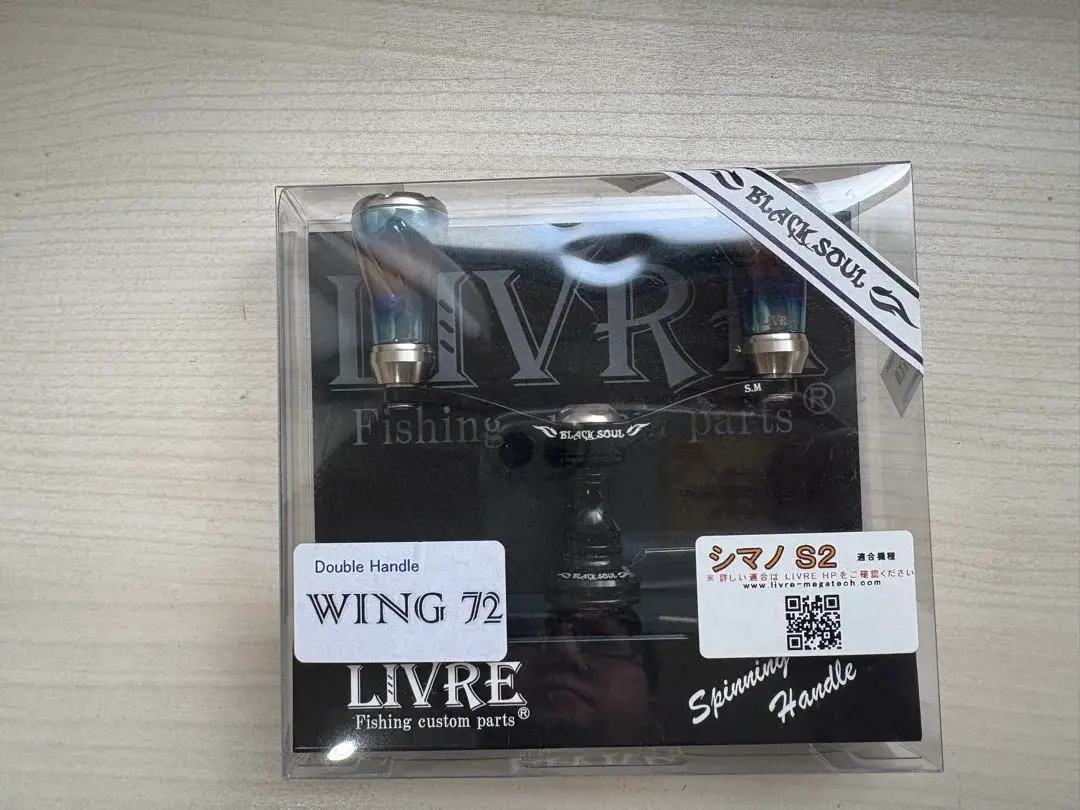 BLACK SOUL
LIVRE
S.M
Fishing parts®
BLACK SOUL
BLACK SOUL
Double Handle
WING 72
シマノ S2 適合機種
※ 詳しい適合は LIVRE HPをご確認ください
www.livre-megatech.com
LIVRE
Fishing custom parts®
Spinning
Handle